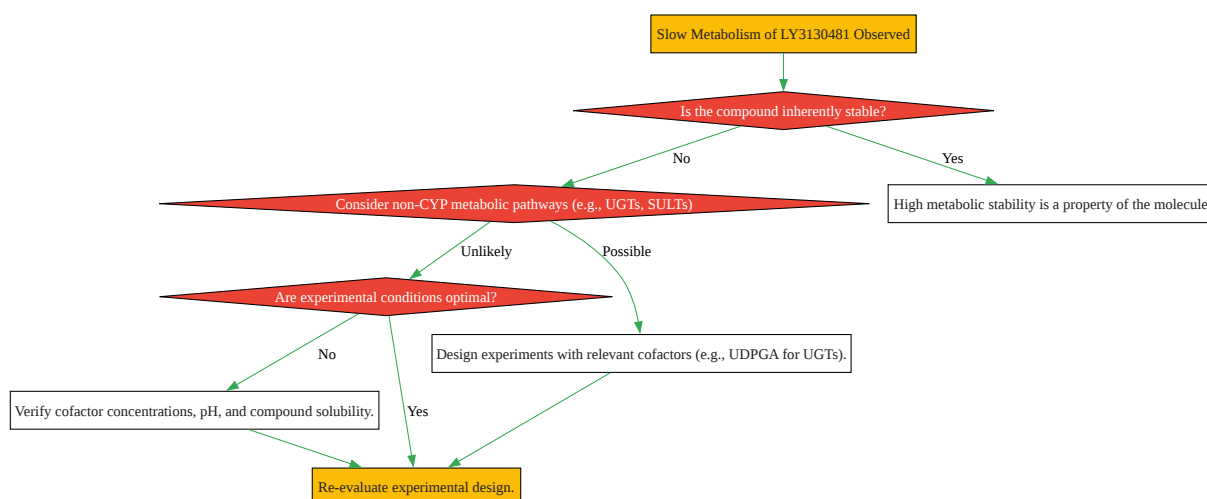 Slow Metabolism of LY3130481 Observed
Is the compound inherently stable?
No
Yes
Consider non-CYP metabolic pathways (e.g., UGTs, SULTs)
High metabolic stability is a property of the molecule
Unlikely
Possible
Are experimental conditions optimal?
Design experiments with relevant cofactors (e.g., UDPGA for UGTs).
No
Yes
Verify cofactor concentrations, pH, and compound solubility.
Re-evaluate experimental design.